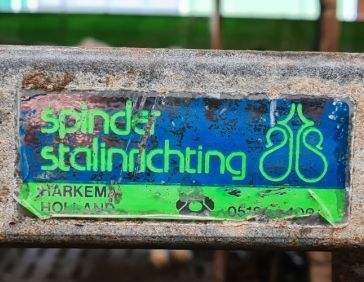 spinder
stalinrichting
HARKEMA
HOLLAND